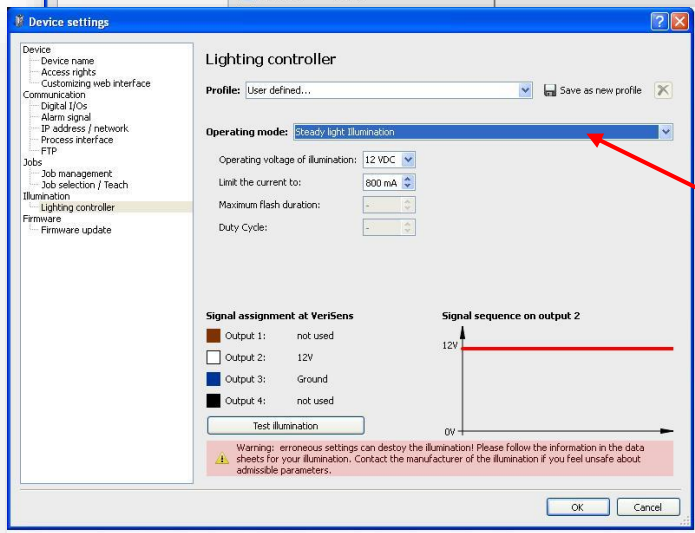 Device settings
Device
Device name
Access rights
Customizing web interface
Communication
Digital I/Os
Alarm signal
IP address / network
Process interface
FTP
Jobs
Job management
Job selection / Teach
Illumination
Lighting controller
Firmware
Firmware update
Lighting controller
Profile: User defined... Save as new profile
Operating mode: Steady light Illumination
Operating voltage of illumination: 12 VDC
Limit the current to: 800 mA
Maximum flash duration: -
Duty Cycle: -
Signal assignment at VeriSens
Output 1: not used
Output 2: 12V
Output 3: Ground
Output 4: not used
Test illumination
Signal sequence on output 2
12V
0V
Warning: erroneous settings can destoy the illumination! Please follow the information in the data
sheets for your illumination. Contact the manufacturer of the illumination if you feel unsafe about
admissible parameters.
OK Cancel